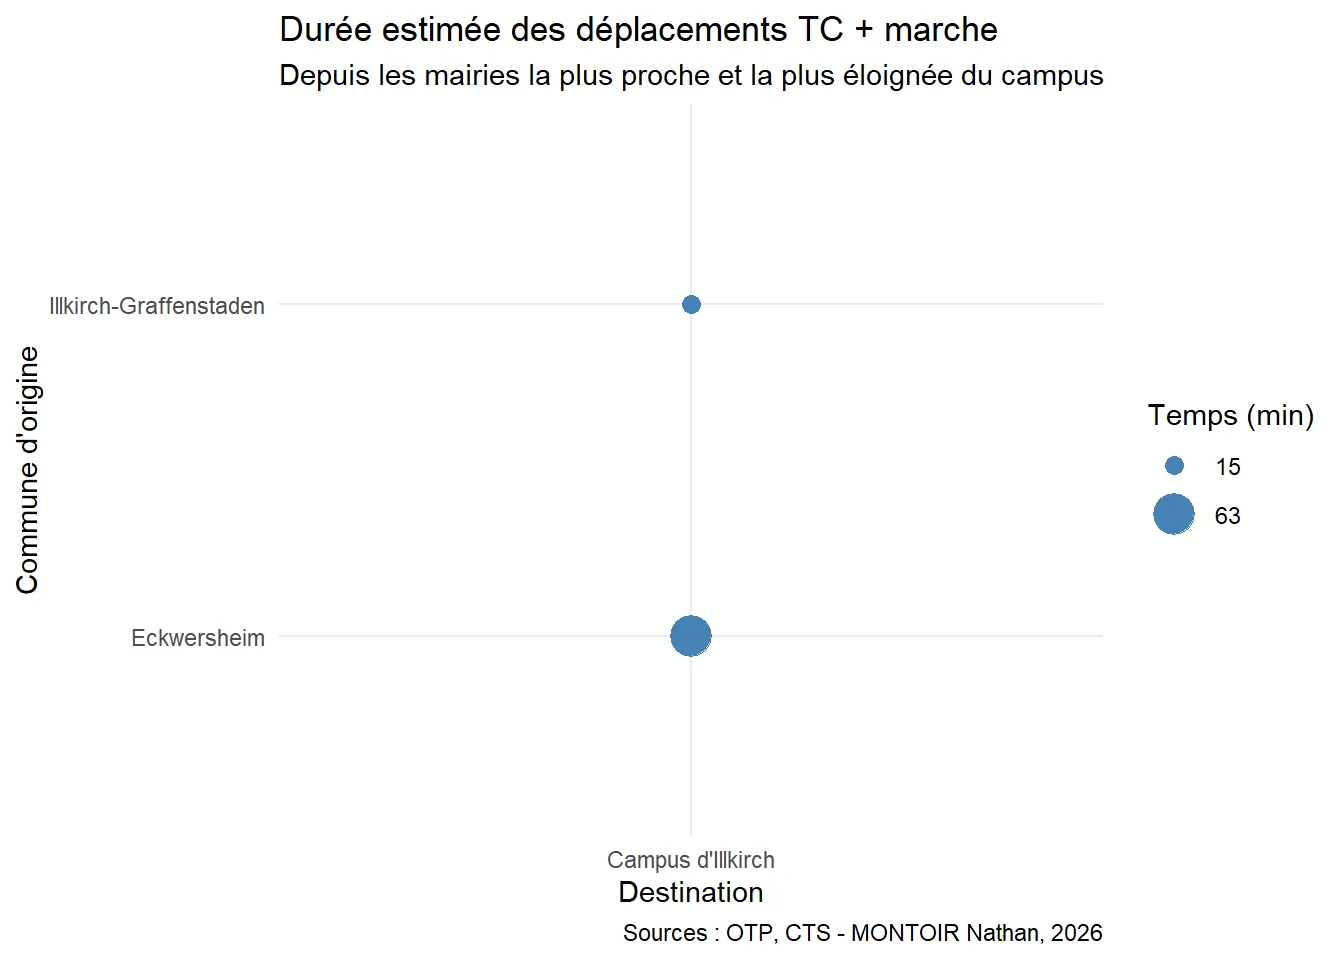 Durée estimée des déplacements TC + marche
Depuis les mairies la plus proche et la plus éloignée du campus
Commune d'origine
Illkirch-Graffenstaden
Eckwersheim
Temps (min)
15
63
Campus d'Illkirch
Destination
Sources : OTP, CTS - MONTOIR Nathan, 2026